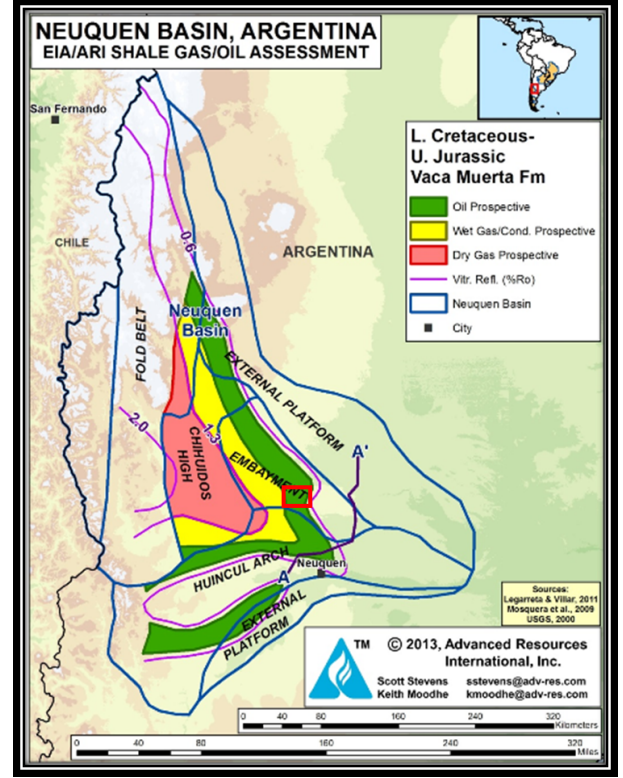 NEUQUEN BASIN, ARGENTINA
EIA/ARI SHALE GAS/OIL ASSESSMENT
San Fernando
L. Cretaceous-
U. Jurassic
Vaca Muerta Fm
Oil Prospective
Wet Gas/Cond. Prospective
Dry Gas Prospective
Vitr. Refl. (%Ro)
Neuquen Basin
City
CHILE
0.6
ARGENTINA
Neuquen
Basin
FOLD BELT
EXTERNAL PLATFORM
2.0
1.3
CHIHUIDOS
HIGH
EMBAYMENT
A'
HUINCUL ARCH
Neuquen
A
EXTERNAL
PLATFORM
Sources:
Legarreta & Villar, 2011
Mosquera et al., 2009
USGS, 2000
TM
© 2013, Advanced Resources
International, Inc.
Scott Stevens sstevens@adv-res.com
Keith Moodhe kmoodhe@adv-res.com
0 40 80 160 240 320
Kilometers
0 40 80 160 240 320
Miles